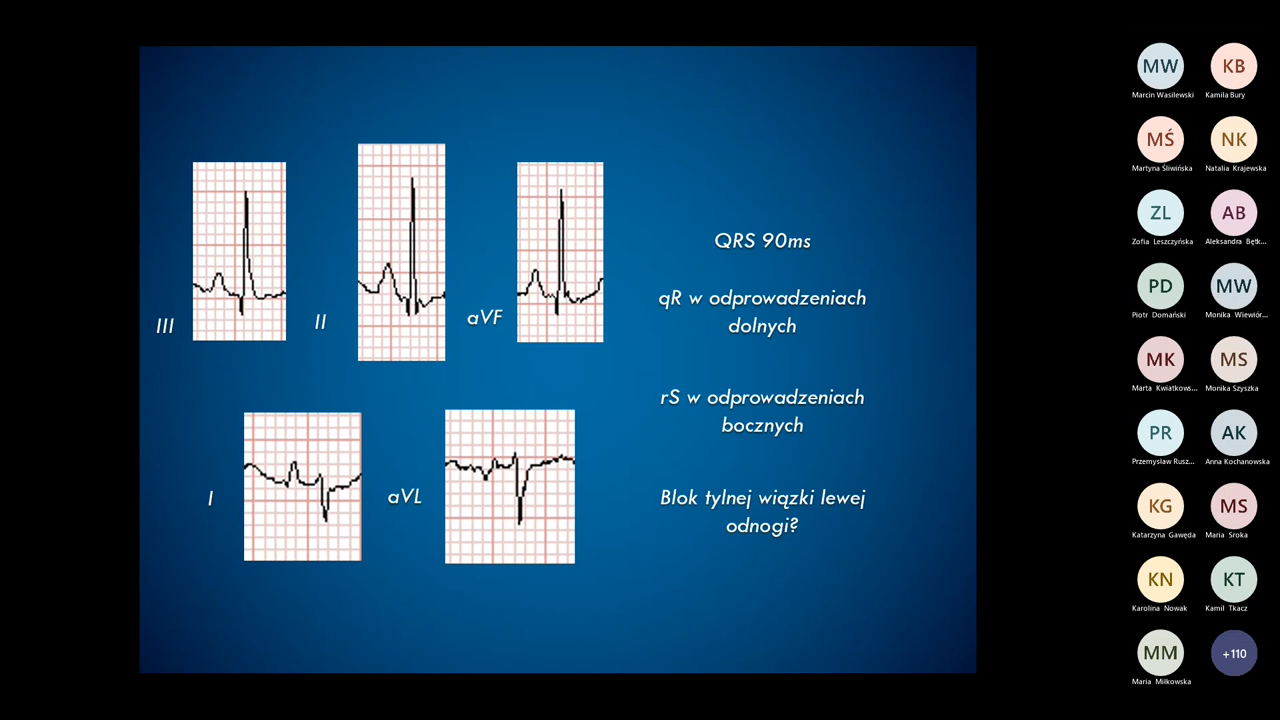 III
II
aVF
I
aVL
QRS 90ms
qR w odprowadzeniach
dolnych
rS w odprowadzeniach
bocznych
Blok tylnej wiązki lewej
odnogi?
MW
KB
Marcin Wasilewski
Kamila Bury
MŚ
NK
Martyna Śliwińska
Natalia Krajewska
ZL
AB
Zofia Leszczyńska
Aleksandra Bętk...
PD
MW
Piotr Domański
Monika Wiewiór...
MK
MS
Marta Kwiatkows...
Monika Szyszka
PR
AK
Przemysław Rusz...
Anna Kochanowska
KG
MS
Katarzyna Gawęda
Maria Sroka
KN
KT
Karolina Nowak
Kamil Tkacz
MM
+110
Maria Miłkowska